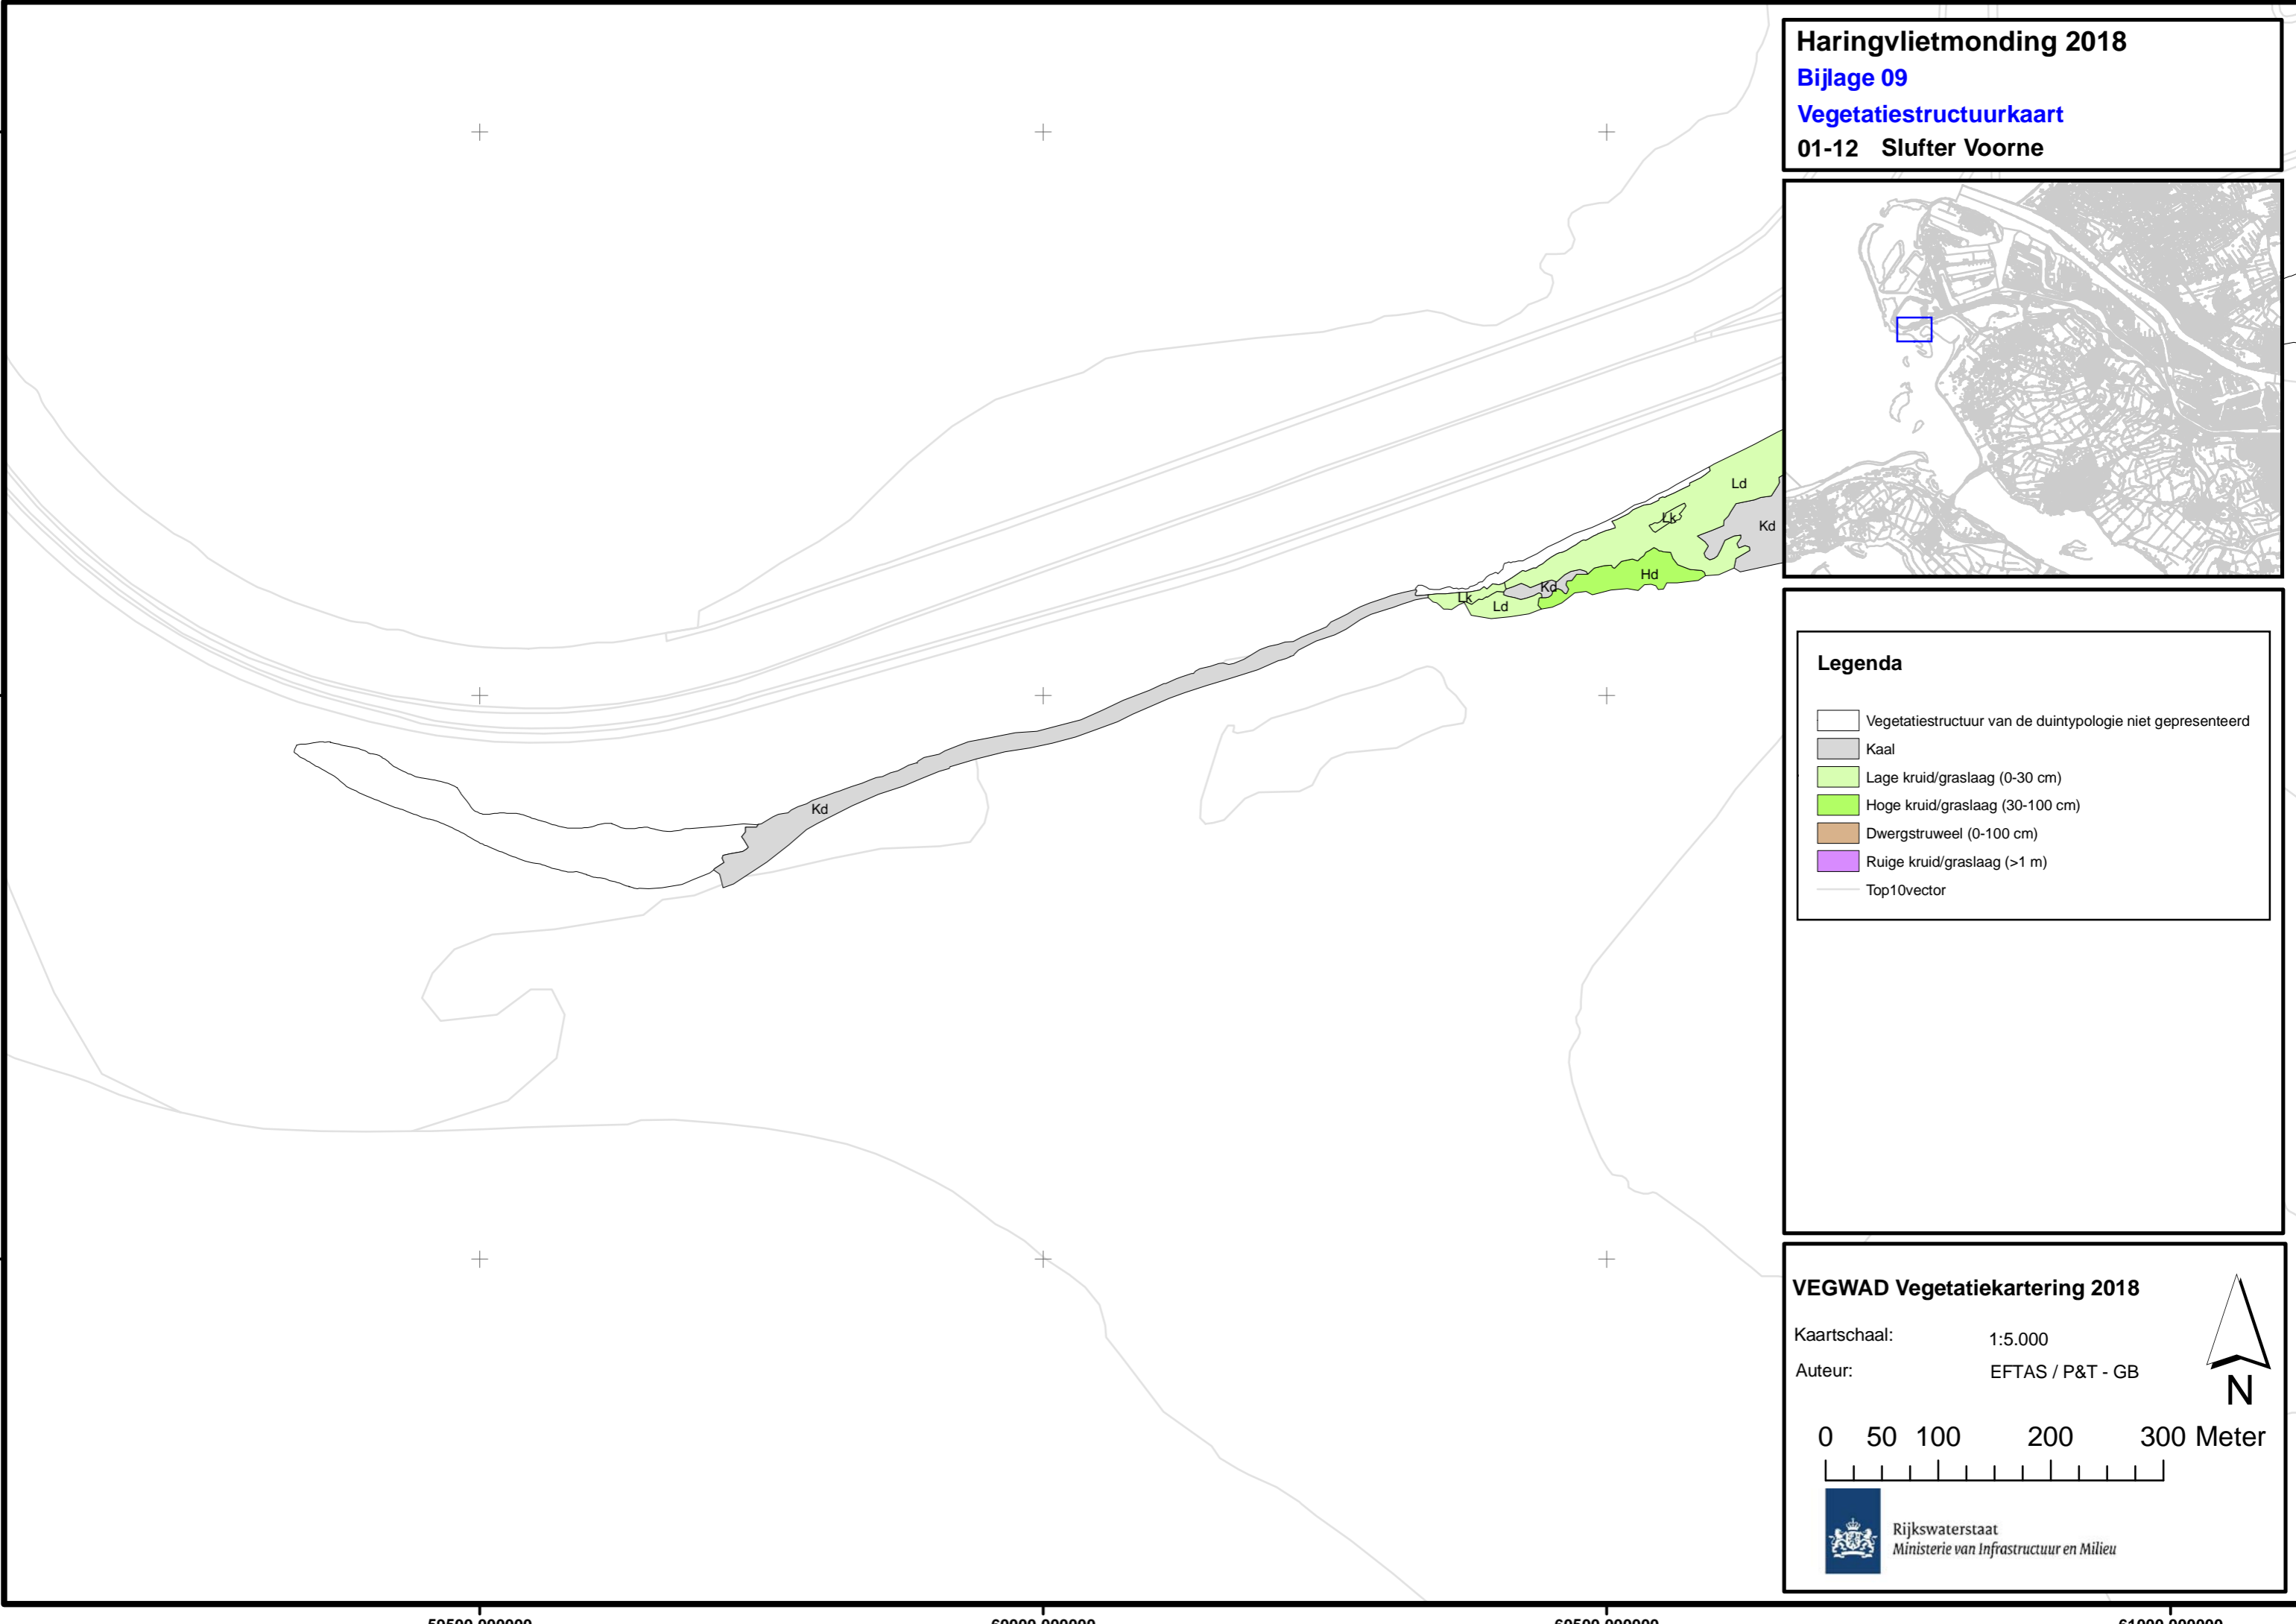 Haringvlietmonding 2018
Bijlage 09
Vegetatiestructuurkaart
01-12 Slufter Voorne
Ld
Lk
Kd
Hd
Kd
Lk
Ld
Kd
Legenda
Vegetatiestructuur van de duintypologie niet gepresenteerd
Kaal
Lage kruid/graslaag (0-30 cm)
Hoge kruid/graslaag (30-100 cm)
Dwergstruweel (0-100 cm)
Ruige kruid/graslaag (>1 m)
Top10vector
VEGWAD Vegetatiekartering 2018
Kaartschaal: 1:5.000
Auteur: EFTAS / P&T - GB
N
0 50 100 200 300 Meter
Rijkswaterstaat
Ministerie van Infrastructuur en Milieu